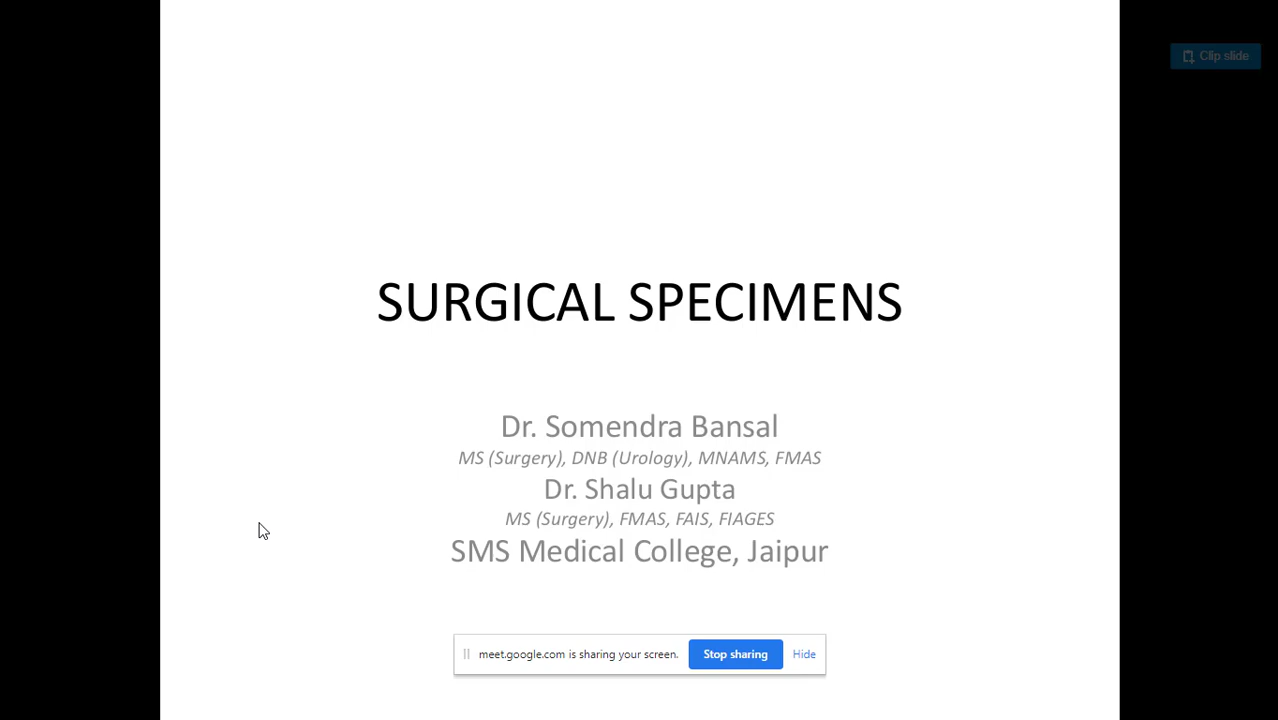 Clip slide
SURGICAL SPECIMENS
Dr. Somendra Bansal
MS (Surgery), DNB (Urology), MNAMS, FMAS
Dr. Shalu Gupta
MS (Surgery), FMAS, FAIS, FIAGES
SMS Medical College, Jaipur
meet.google.com is sharing your screen. Stop sharing Hide